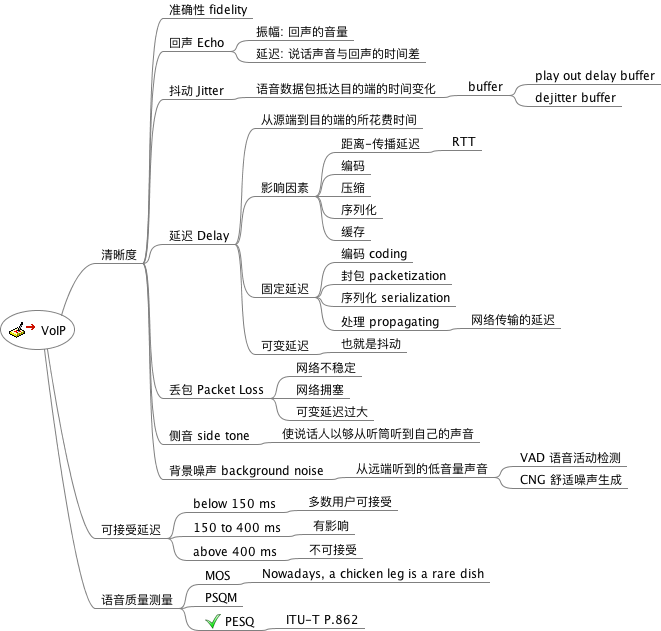 VoIP
清晰度
准确性 fidelity
回声 Echo
振幅: 回声的音量
延迟: 说话声音与回声的时间差
抖动 Jitter
语音数据包抵达目的端的时间变化
buffer
play out delay buffer
dejitter buffer
延迟 Delay
从源端到目的端的所花费时间
影响因素
距离-传播延迟
RTT
编码
压缩
序列化
缓存
固定延迟
编码 coding
封包 packetization
序列化 serialization
处理 propagating
网络传输的延迟
可变延迟
也就是抖动
丢包 Packet Loss
网络不稳定
网络拥塞
可变延迟过大
侧音 side tone
使说话人以够从听筒听到自己的声音
背景噪声 background noise
从远端听到的低音量声音
VAD 语音活动检测
CNG 舒适噪声生成
可接受延迟
below 150 ms
多数用户可接受
150 to 400 ms
有影响
above 400 ms
不可接受
语音质量测量
MOS
Nowadays, a chicken leg is a rare dish
PSQM
PESQ
ITU-T P.862